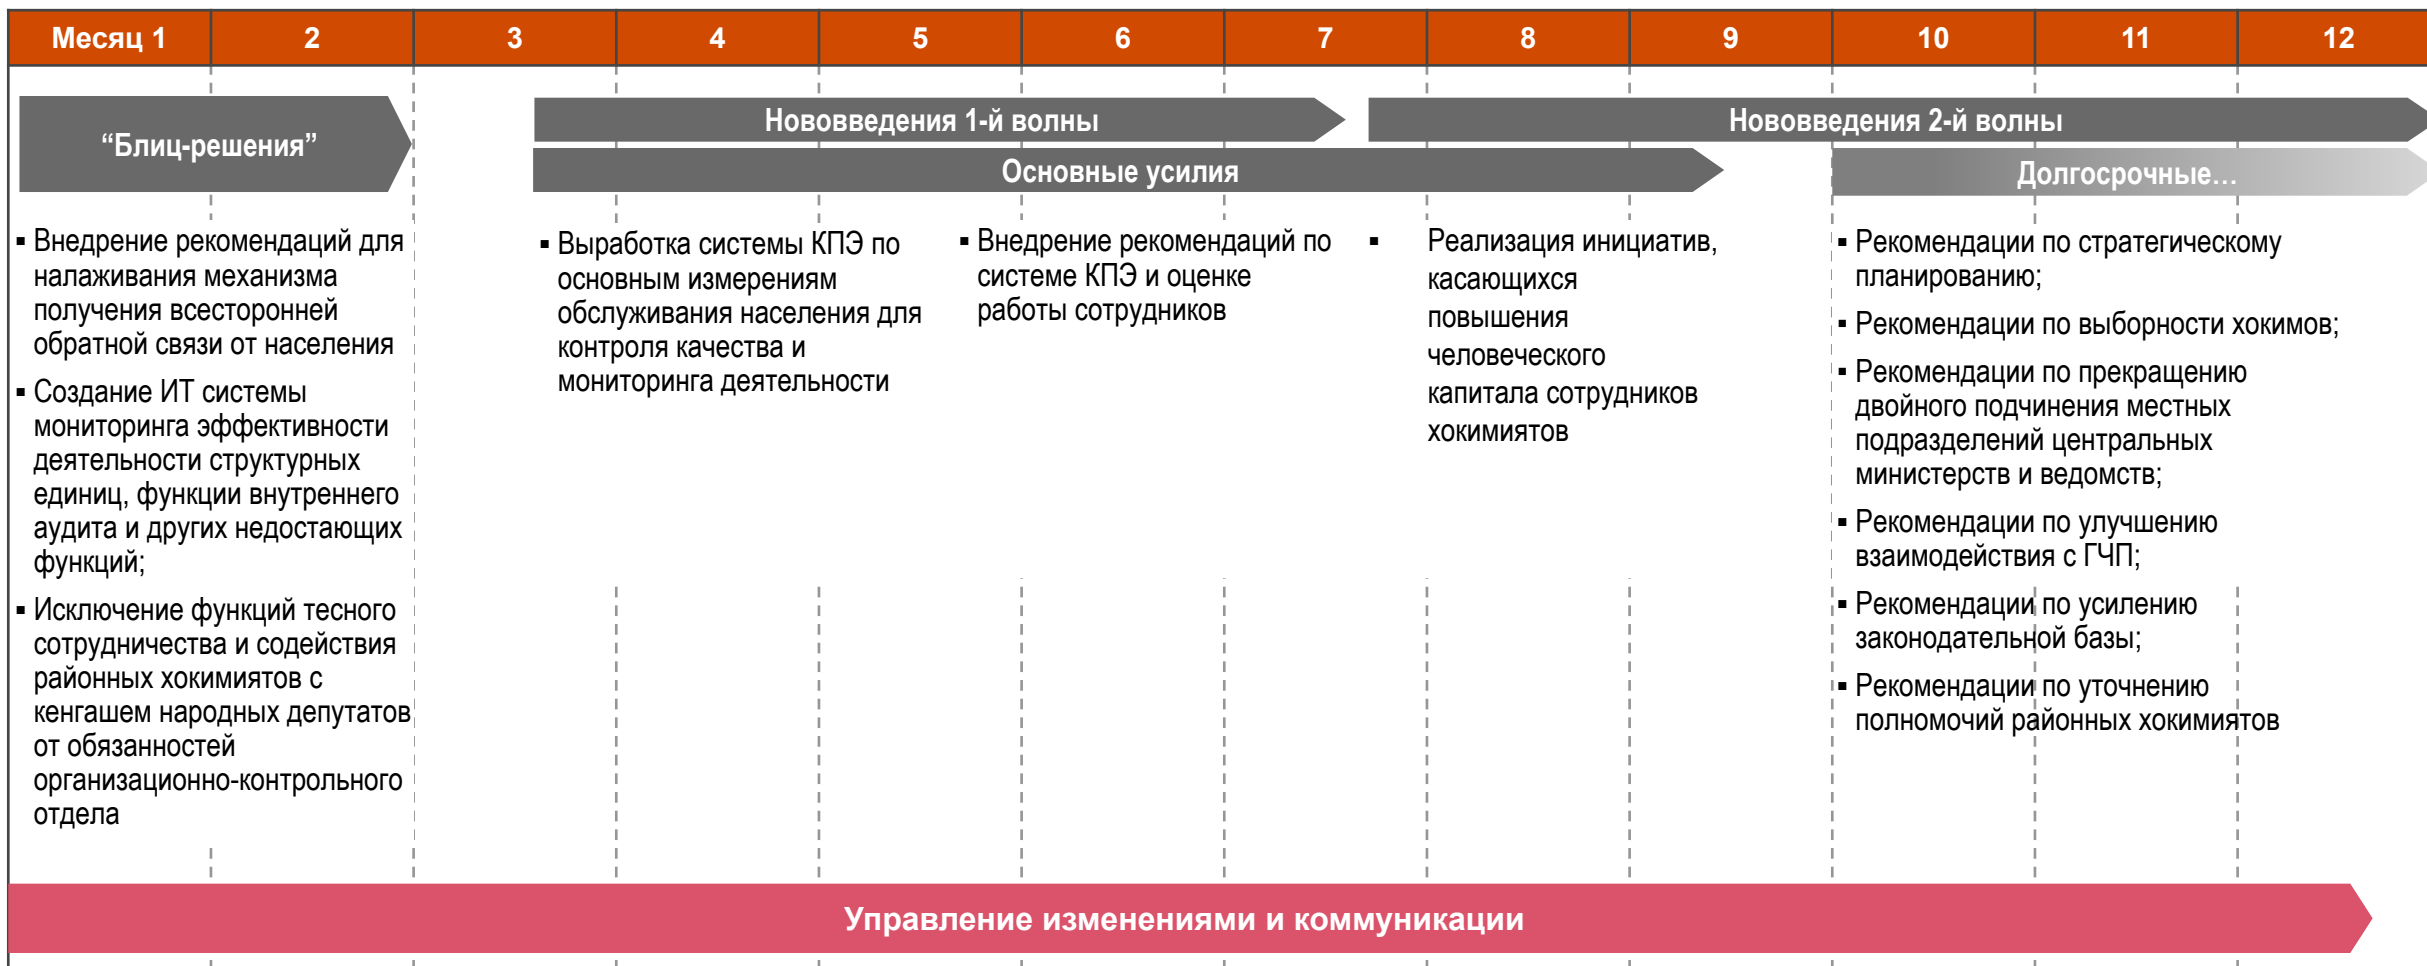 Месяц 1 2 3 4 5 6 7 8 9 10 11 12
“Блиц-решения”
Нововведения 1-й волны
Нововведения 2-й волны
Основные усилия
Долгосрочные…
▪ Внедрение рекомендаций для
налаживания механизма
получения всесторонней
обратной связи от населения
▪ Создание ИТ системы
мониторинга эффективности
деятельности структурных
единиц, функции внутреннего
аудита и других недостающих
функций;
▪ Исключение функций тесного
сотрудничества и содействия
районных хокимиятов с
кенгашем народных депутатов
от обязанностей
организационно-контрольного
отдела
▪ Выработка системы КПЭ по
основным измерениям
обслуживания населения для
контроля качества и
мониторинга деятельности
▪ Внедрение рекомендаций по
системе КПЭ и оценке
работы сотрудников
▪ Реализация инициатив,
касающихся
повышения
человеческого
капитала сотрудников
хокимиятов
▪ Рекомендации по стратегическому
планированию;
▪ Рекомендации по выборности хокимов;
▪ Рекомендации по прекращению
двойного подчинения местных
подразделений центральных
министерств и ведомств;
▪ Рекомендации по улучшению
взаимодействия с ГЧП;
▪ Рекомендации по усилению
законодательной базы;
▪ Рекомендации по уточнению
полномочий районных хокимиятов
Управление изменениями и коммуникации